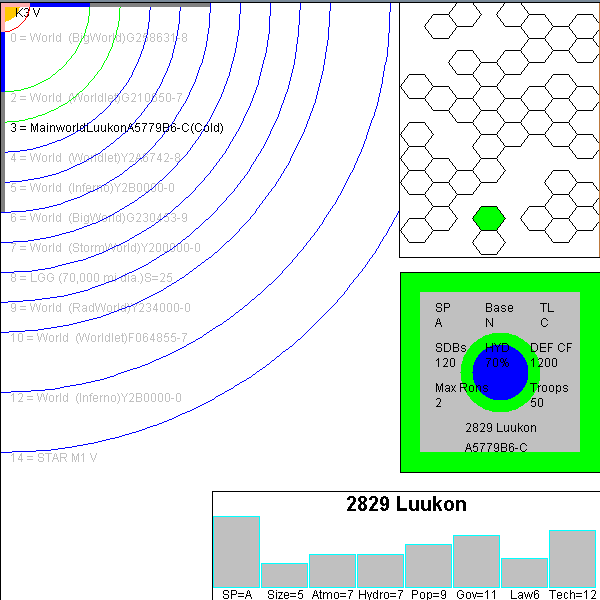 K3 V
0 = World (BigWorld)G258631-8
2 = World (Worldlet)G210650-7
3 = MainworldLuukonA5779B6-C(Cold)
4 = World (Worldlet)Y2A6742-8
5 = World (Inferno)Y2B0000-0
6 = World (BigWorld)G230453-9
7 = World (StormWorld)Y200000-0
8 = LGG (70,000 mi dia.)S=25
9 = World (RadWorld)Y234000-0
10 = World (Worldlet)F064855-7
12 = World (Inferno)Y2B0000-0
14 = STAR M1 V
SP Base TL
A N C
SDBs HYD DEF CF
120 70% 1200
Max Rons Troops
2 50
2829 Luukon
A5779B6-C
2829 Luukon
SP=A Size=5 Atmo=7 Hydro=7 Pop=9 Gov=11 Law6 Tech=12